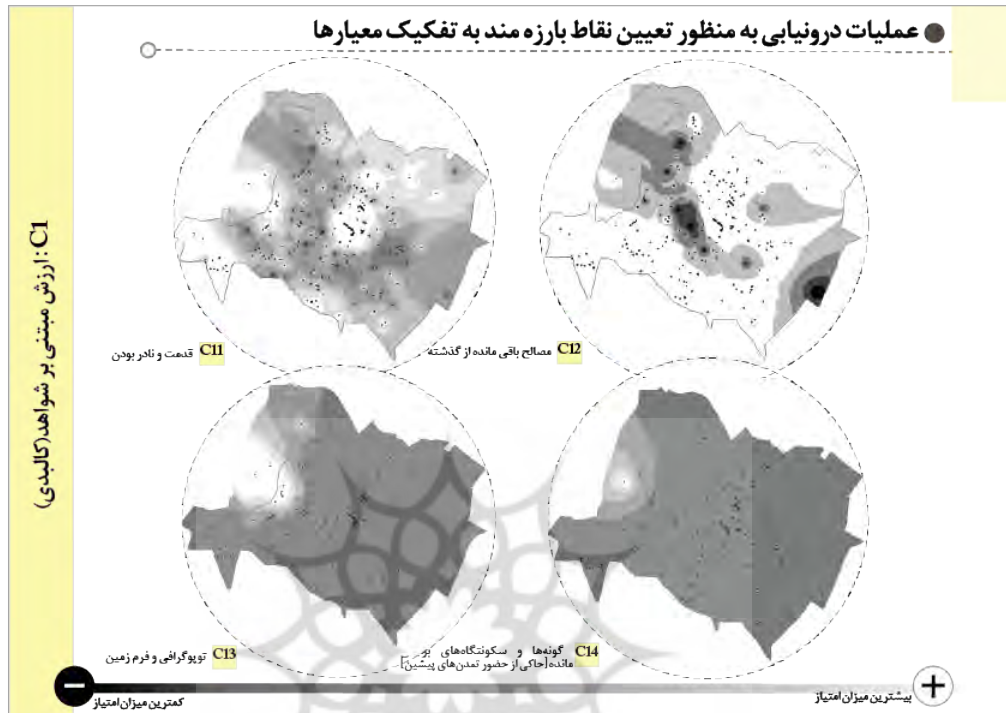 عملیات درونیابی به منظور تعیین نقاط بارزه مند به تفکیک معیارها
C1: ارزش مبتنی بر شواهد(کالبدی)
C11 قدمت و نادر بودن
C12 مصالح باقی مانده از گذشته
C13 توپوگرافی و فرم زمین
C14 گونه‌ها و سکونتگاه‌های بو
مانده[حاکی از حضور تمدن‌های پیشین]
کمترین میزان امتیاز
بیشترین میزان امتیاز